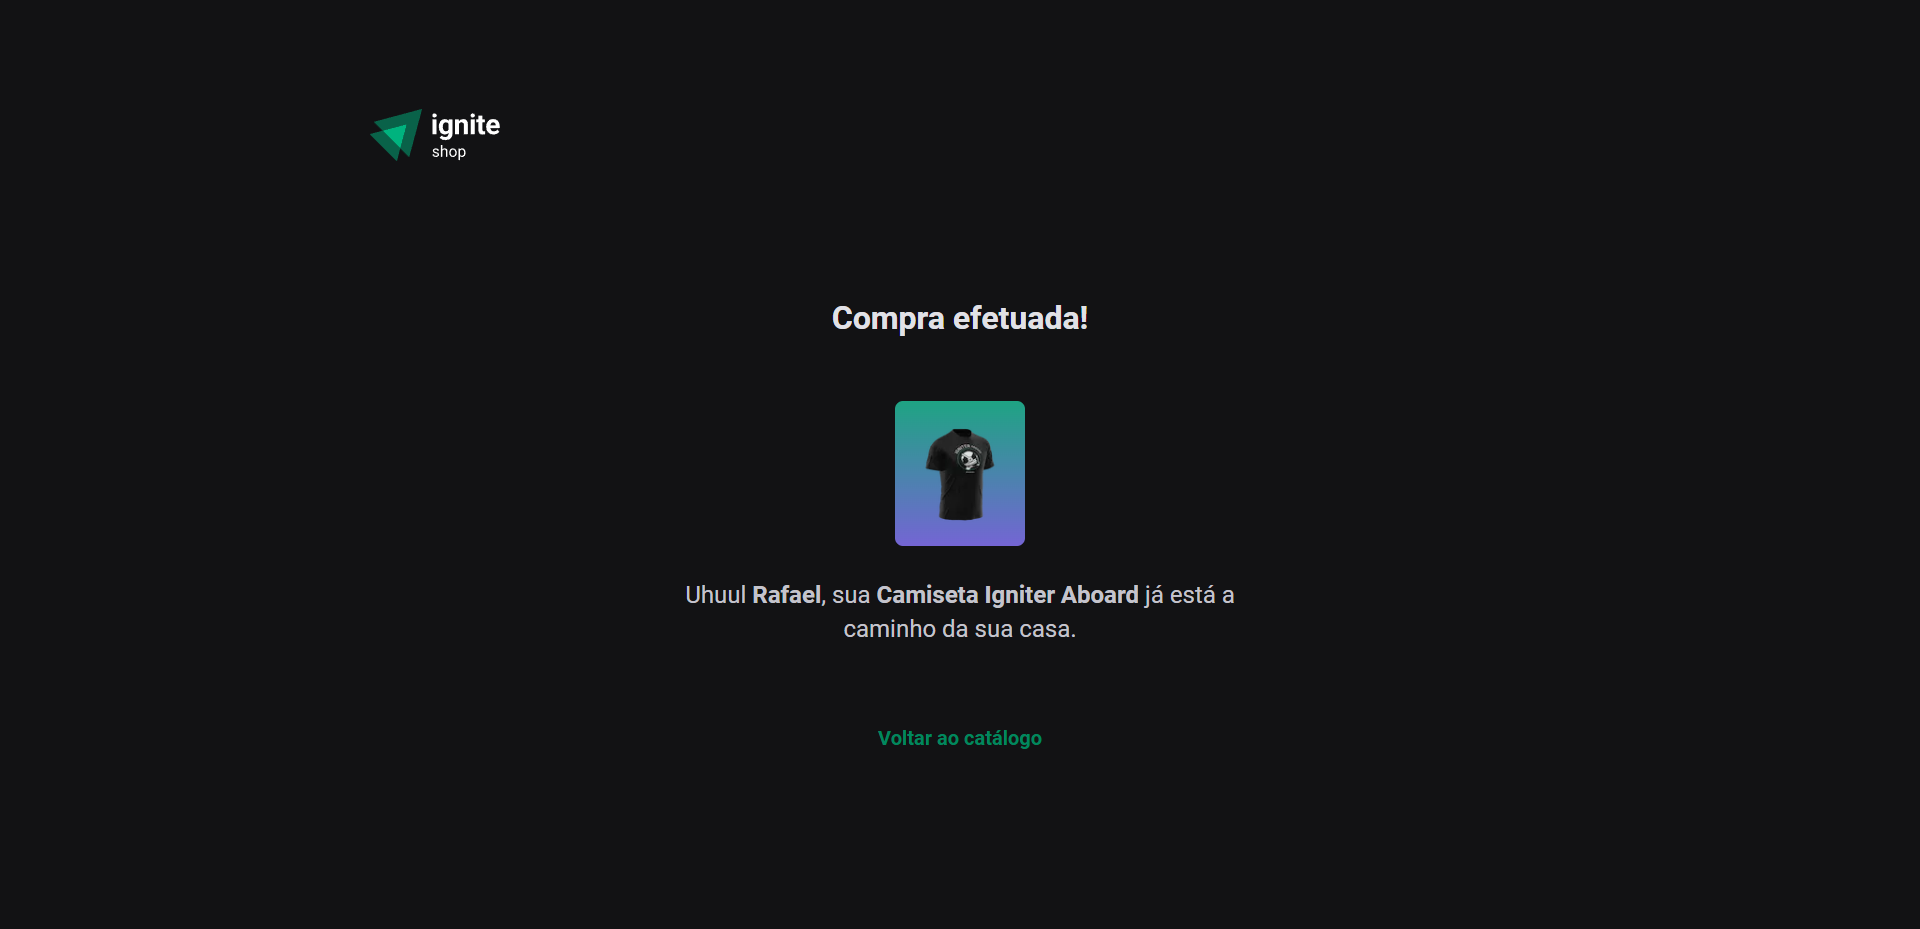 ignite
shop
Compra efetuada!
Uhuul Rafael, sua Camiseta Igniter Aboard já está a
caminho da sua casa.
Voltar ao catálogo